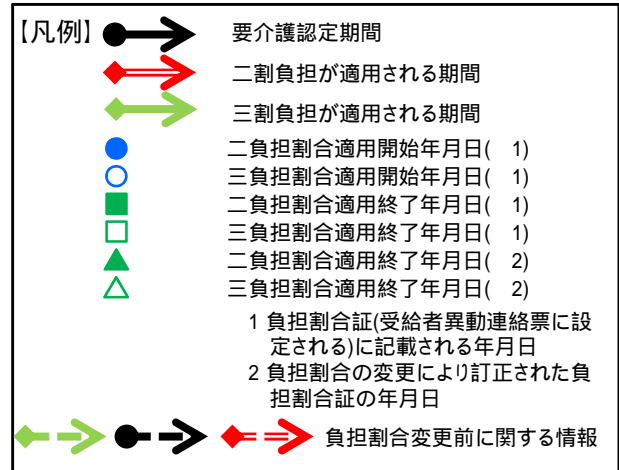 【凡例】 要介護認定期間
二割負担が適用される期間
三割負担が適用される期間
二負担割合適用開始年月日( 1)
三負担割合適用開始年月日( 1)
二負担割合適用終了年月日( 1)
三負担割合適用終了年月日( 1)
二負担割合適用終了年月日( 2)
三負担割合適用終了年月日( 2)
1 負担割合証(受給者異動連絡票に設
定される)に記載される年月日
2 負担割合の変更により訂正された負
担割合証の年月日
負担割合変更前に関する情報